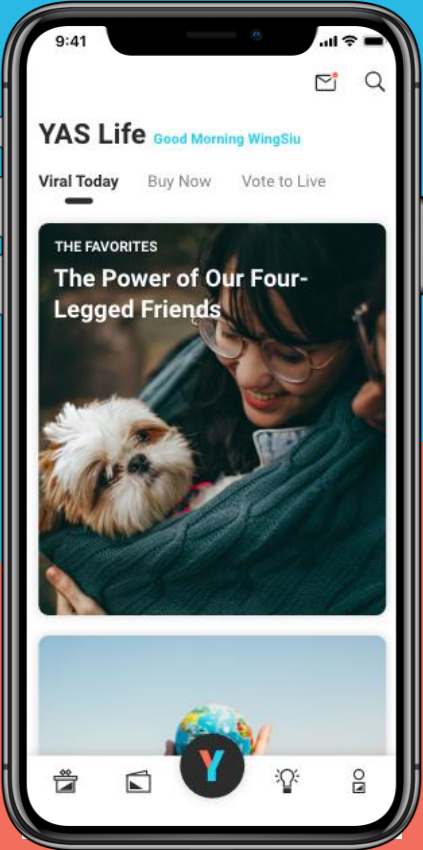 9:41
YAS Life Good Morning WingSiu
Viral Today Buy Now Vote to Live
THE FAVORITES
The Power of Our Four-
Legged Friends
Y